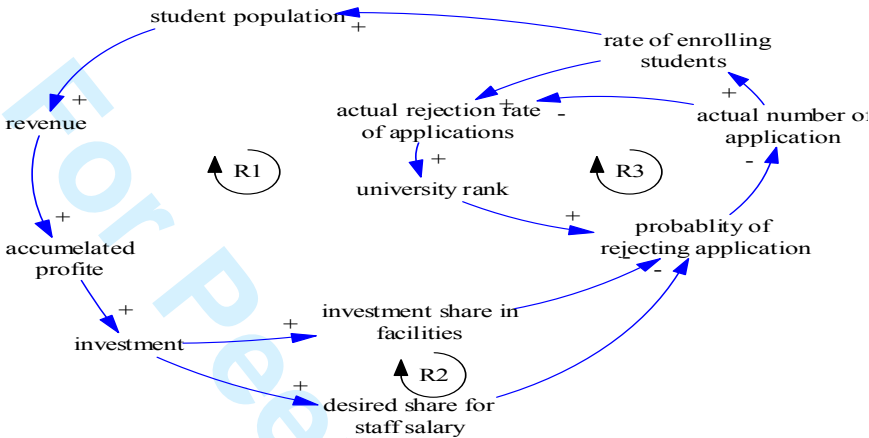 student population
rate of enrolling
students
+
+
+
+
-
revenue
actual rejection rate
of applications
actual number of
application
+
-
R1
R3
university rank
+
+
accumelated
profite
probablity of
rejecting application
-
-
+
+
investment
investment share in
facilities
R2
+
desired share for
staff salary
For Pee